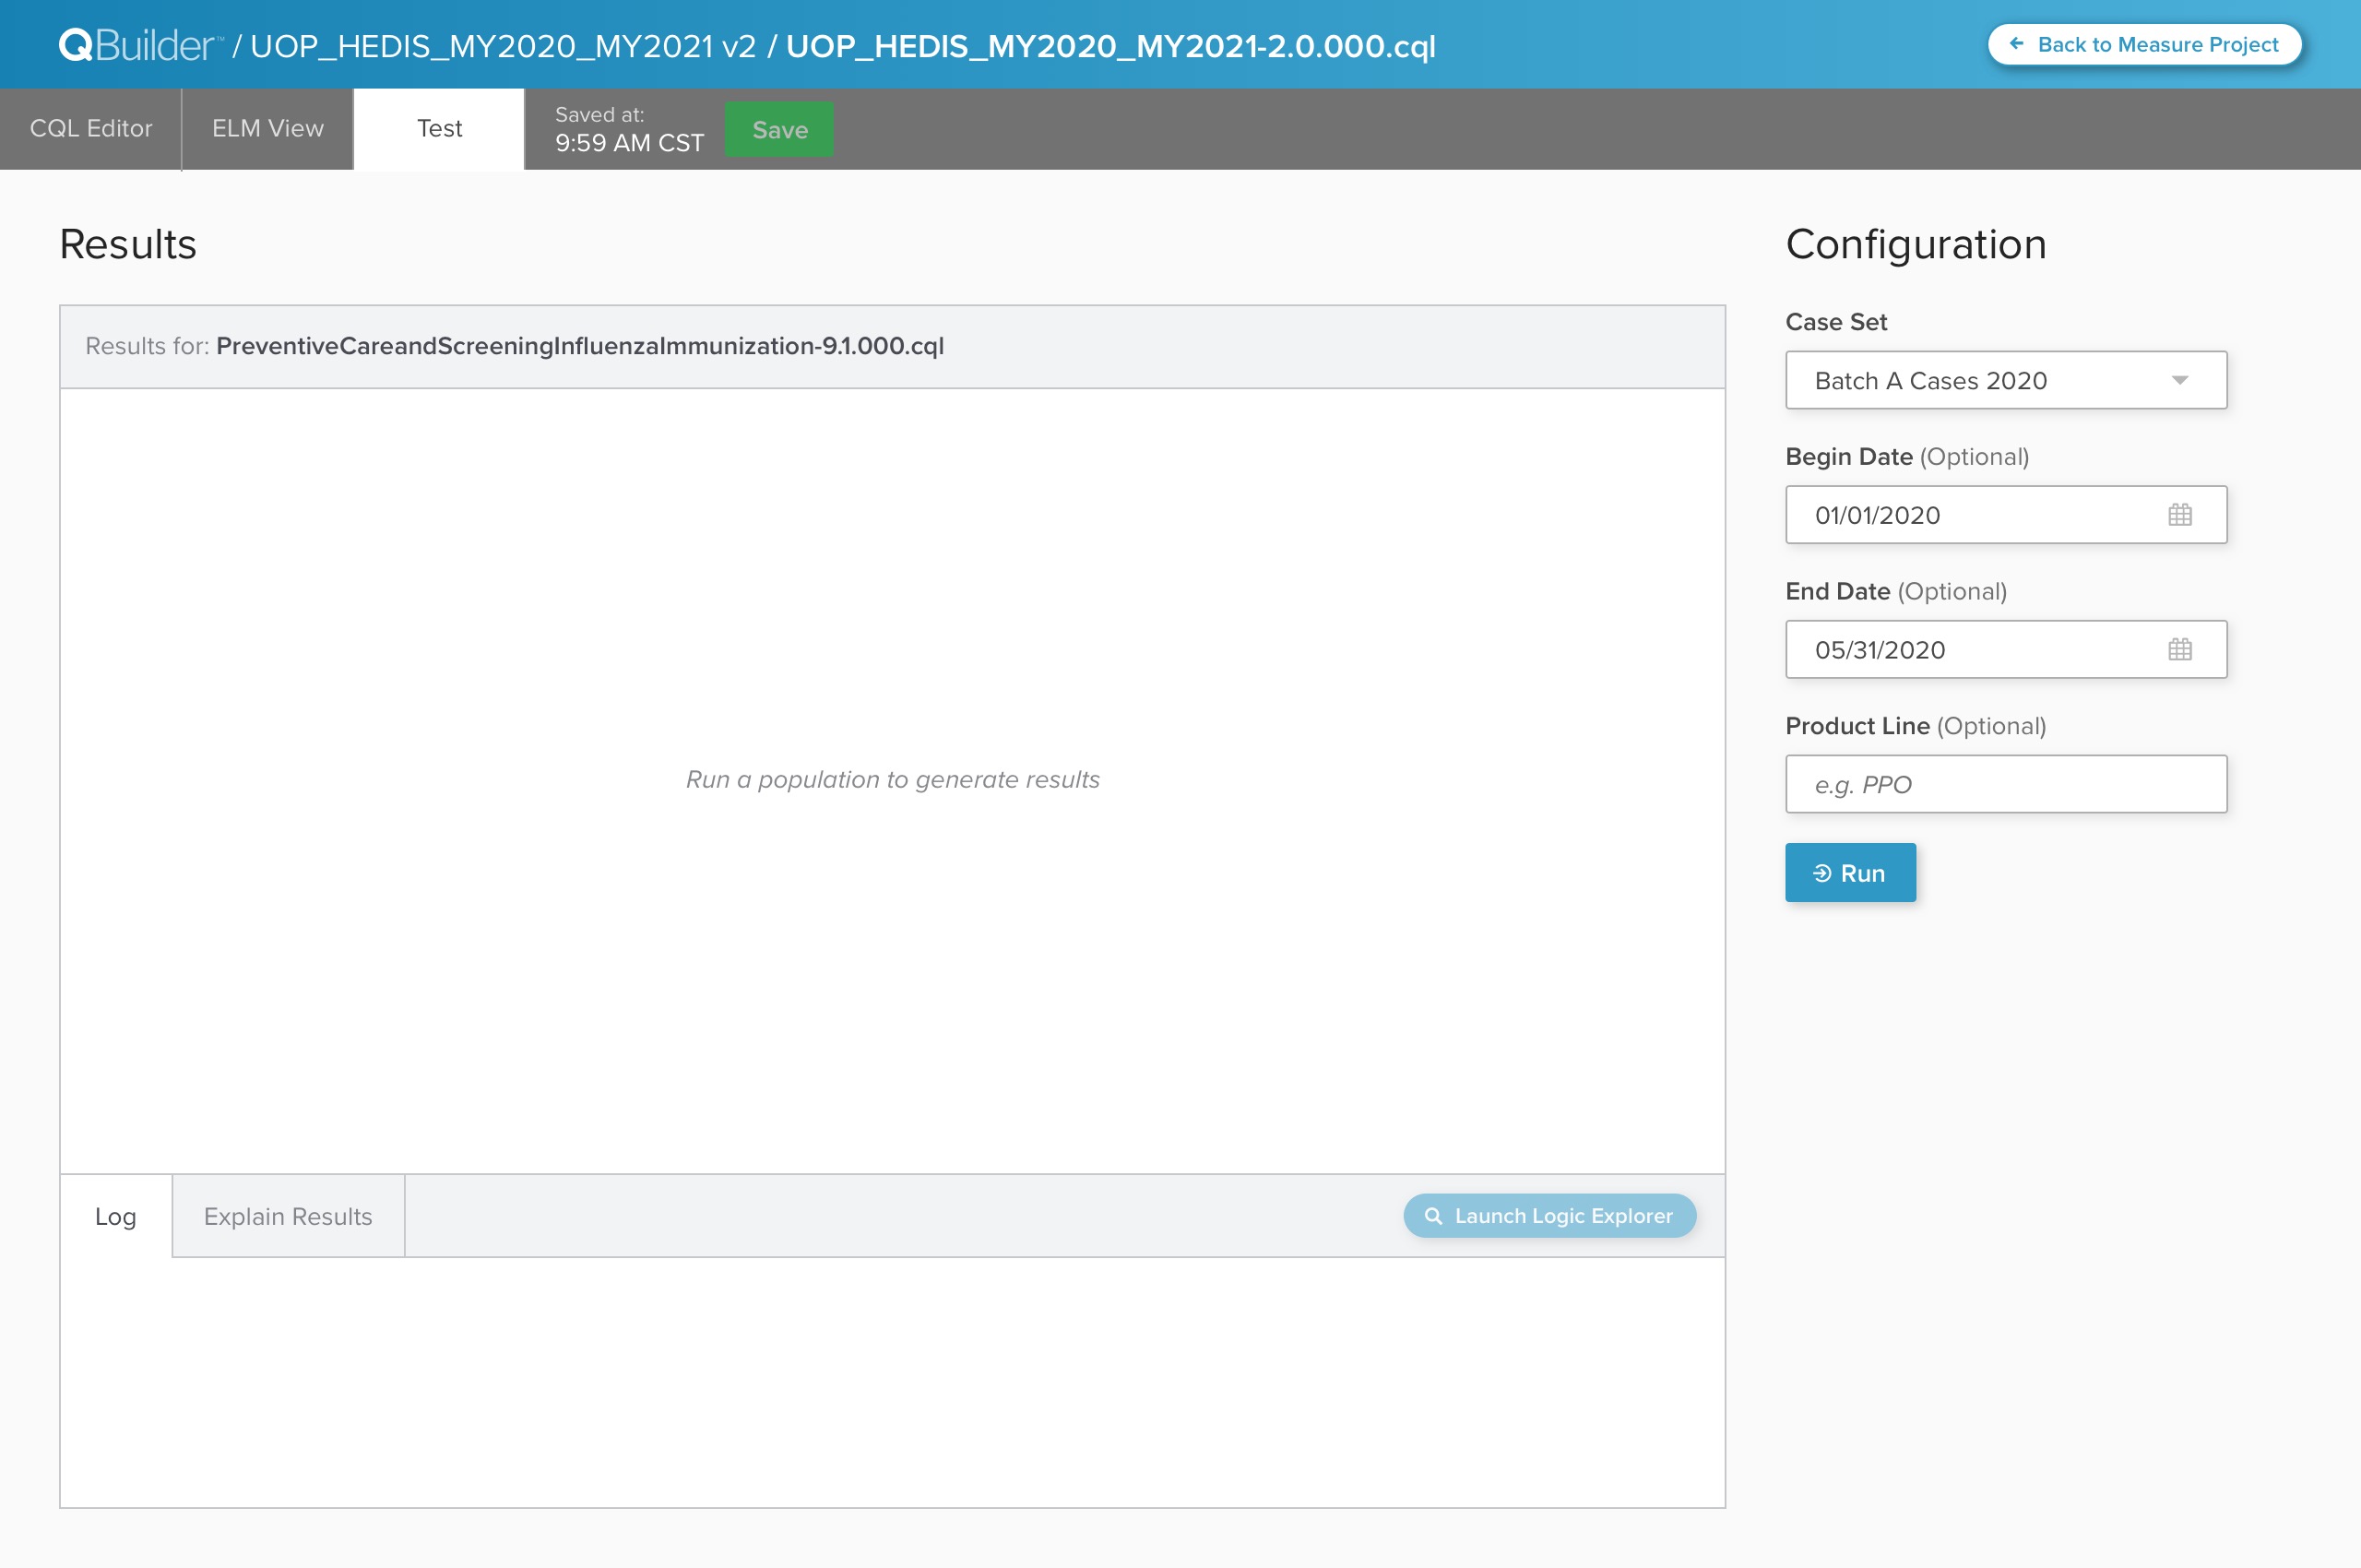 QBuilder™ / UOP_HEDIS_MY2020_MY2021 v2 / UOP_HEDIS_MY2020_MY2021-2.0.000.cql
Back to Measure Project
CQL Editor
ELM View
Test
Saved at:
9:59 AM CST
Save
Results
Results for: PreventiveCareandScreeningInfluenzaImmunization-9.1.000.cql
Run a population to generate results
Log
Explain Results
Launch Logic Explorer
Configuration
Case Set
Batch A Cases 2020
Begin Date (Optional)
01/01/2020
End Date (Optional)
05/31/2020
Product Line (Optional)
e.g. PPO
Run